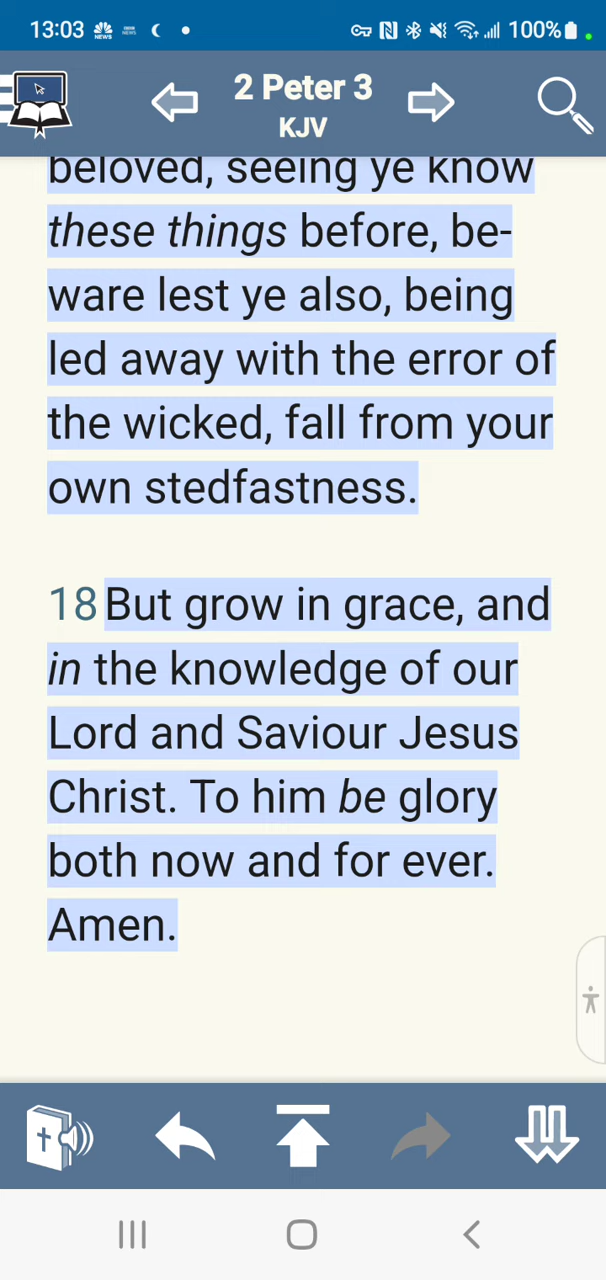 13:03
NEWS
NEWS
100%
2 Peter 3
KJV
beloved, seeing ye know
these things before, be-
ware lest ye also, being
led away with the error of
the wicked, fall from your
own stedfastness.
18 But grow in grace, and
in the knowledge of our
Lord and Saviour Jesus
Christ. To him be glory
both now and for ever.
Amen.